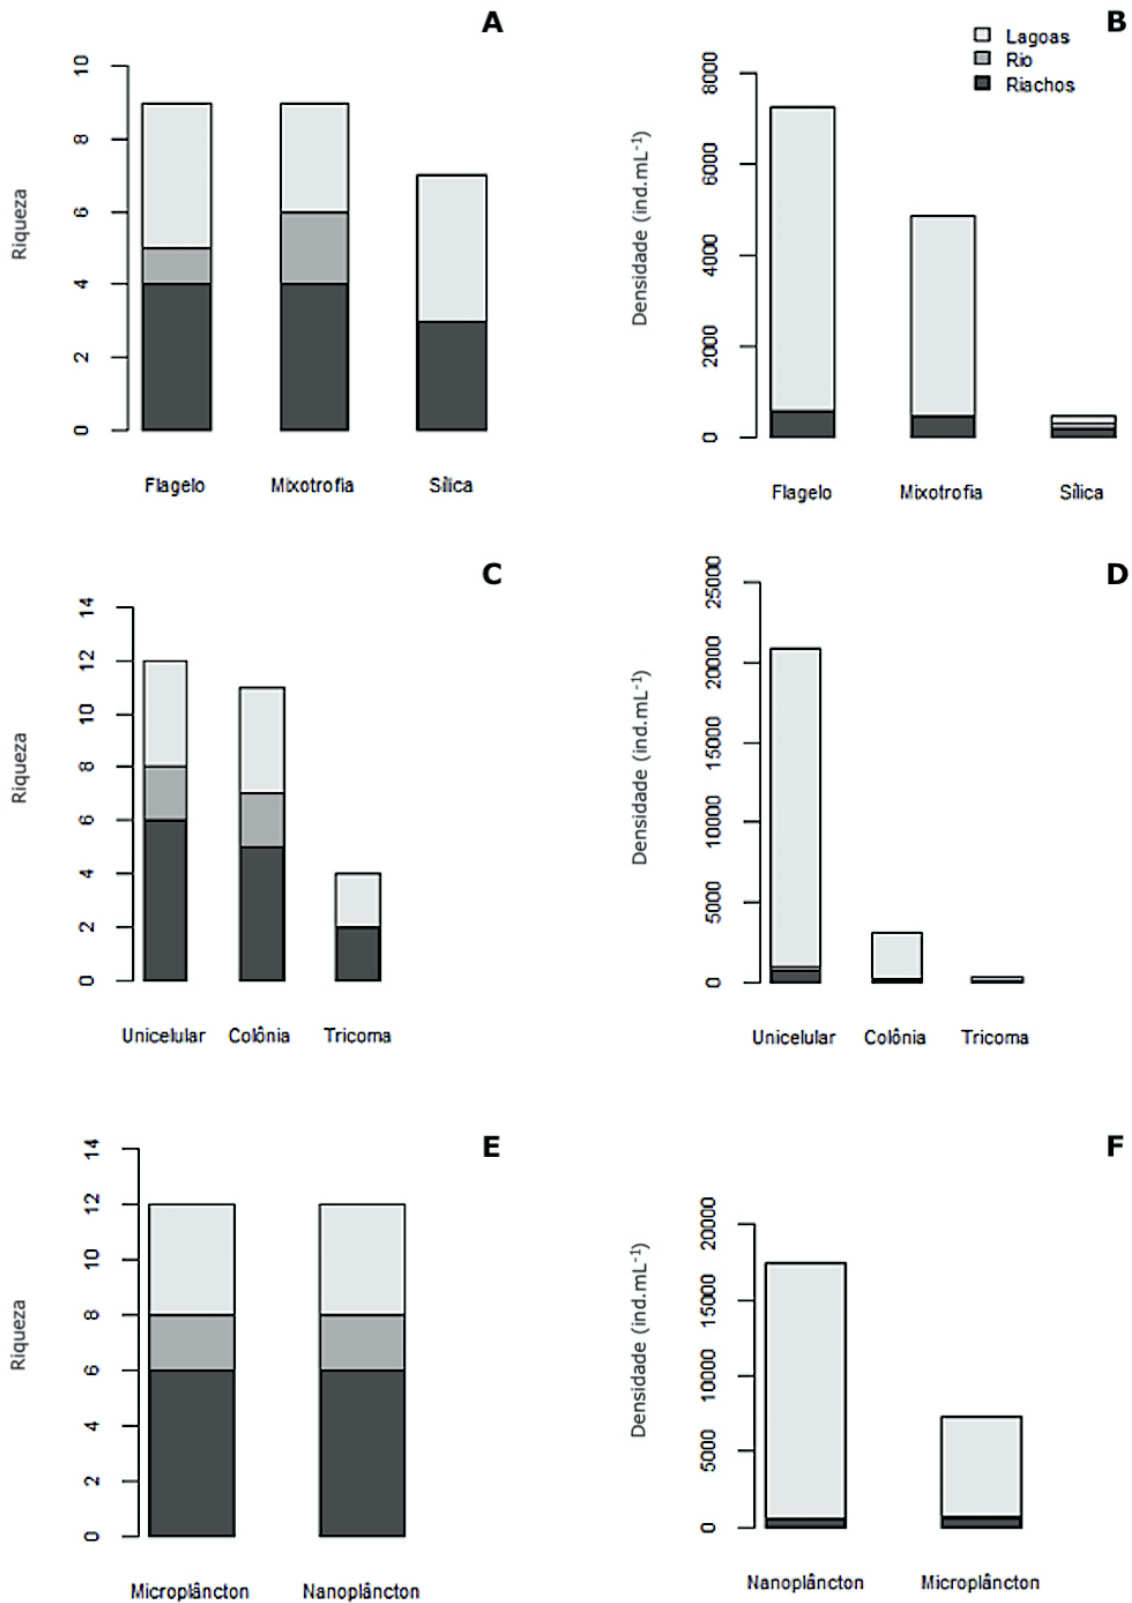 A
Riqueza
10
8
6
4
2
0
Flagelo Mixotrofia Sílica
B
Lagoas
Rio
Riachos
Densidade (ind.mL-1)
8000
6000
4000
2000
0
Flagelo Mixotrofia Sílica
C
Riqueza
14
12
10
8
6
4
2
0
Unicelular Colônia Tricoma
D
Densidade (ind.mL-1)
25000
20000
15000
10000
5000
0
Unicelular Colônia Tricoma
E
Riqueza
14
12
10
8
6
4
2
0
Microplâncton Nanoplâncton
F
Densidade (ind.mL-1)
20000
15000
10000
5000
0
Nanoplâncton Microplâncton